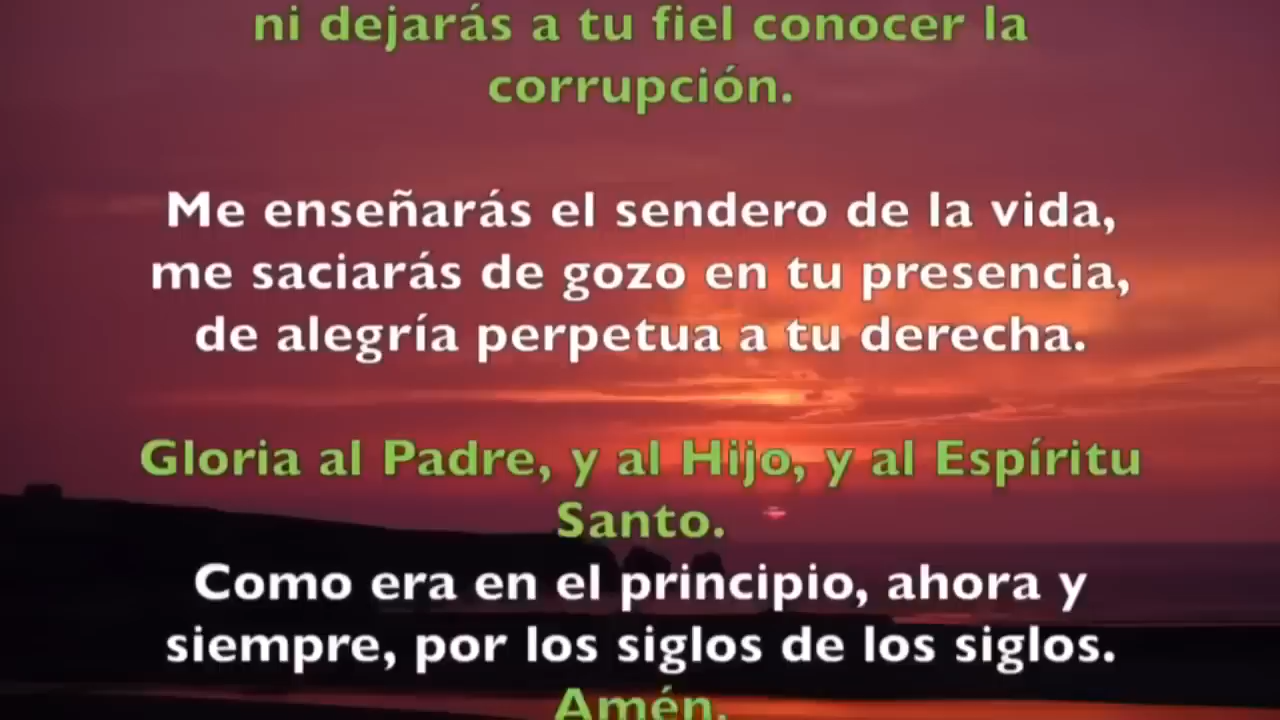 ni dejarás a tu fiel conocer la
corrupción.
Me enseñarás el sendero de la vida,
me saciarás de gozo en tu presencia,
de alegría perpetua a tu derecha.
Gloria al Padre, y al Hijo, y al Espíritu
Santo.
Como era en el principio, ahora y
siempre, por los siglos de los siglos.
Amén.